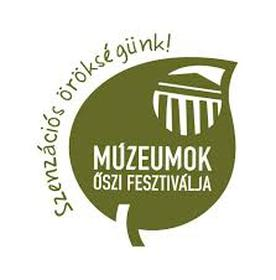 Szenzációs örökségünk!
MÚZEUMOK
ŐSZI FESZTIVÁLJA